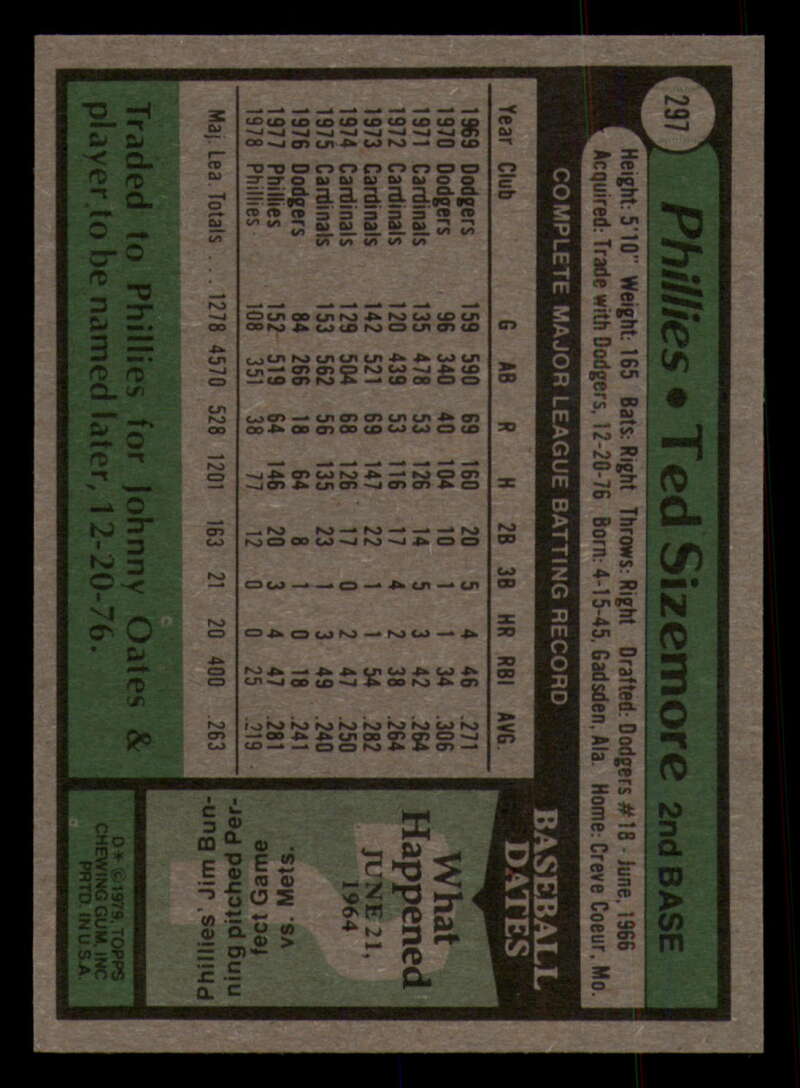 297
Phillies • Ted Sizemore 2nd BASE
Height: 5'10" Weight: 165 Bats: Right Throws: Right Drafted: Dodgers #18 - June, 1966
Acquired: Trade with Dodgers, 12-20-76 Born: 4-15-45, Gadsden, Ala Home: Creve Coeur, Mo.
COMPLETE MAJOR LEAGUE BATTING RECORD
Year Club G AB R H 2B 3B HR RBI AVG.
1969 Dodgers 159 590 69 160 20 5 4 46 .271
1970 Dodgers 96 340 40 104 10 1 1 34 .306
1971 Cardinals 135 478 53 126 14 5 3 42 .264
1972 Cardinals 120 439 53 116 17 4 2 38 .264
1973 Cardinals 142 521 69 147 22 1 1 54 .282
1974 Cardinals 129 504 68 126 17 0 2 47 .250
1975 Cardinals 153 562 56 135 23 1 3 49 .240
1976 Dodgers 84 266 18 64 8 1 0 18 .241
1977 Phillies 152 519 64 146 20 3 4 47 .281
1978 Phillies 108 351 38 77 12 0 0 25 .219
Maj. Lea. Totals . . . 1278 4570 528 1201 163 21 20 400 .263
Traded to Phillies for Johnny Oates &
player to be named later, 12-20-76.
BASEBALL
DATES
What
Happened
JUNE 21,
1964
Phillies' Jim Bun-
ning pitched Per-
fect Game
vs. Mets.
D* ©1979, TOPPS
CHEWING GUM, INC
PRTD. IN U.S.A.